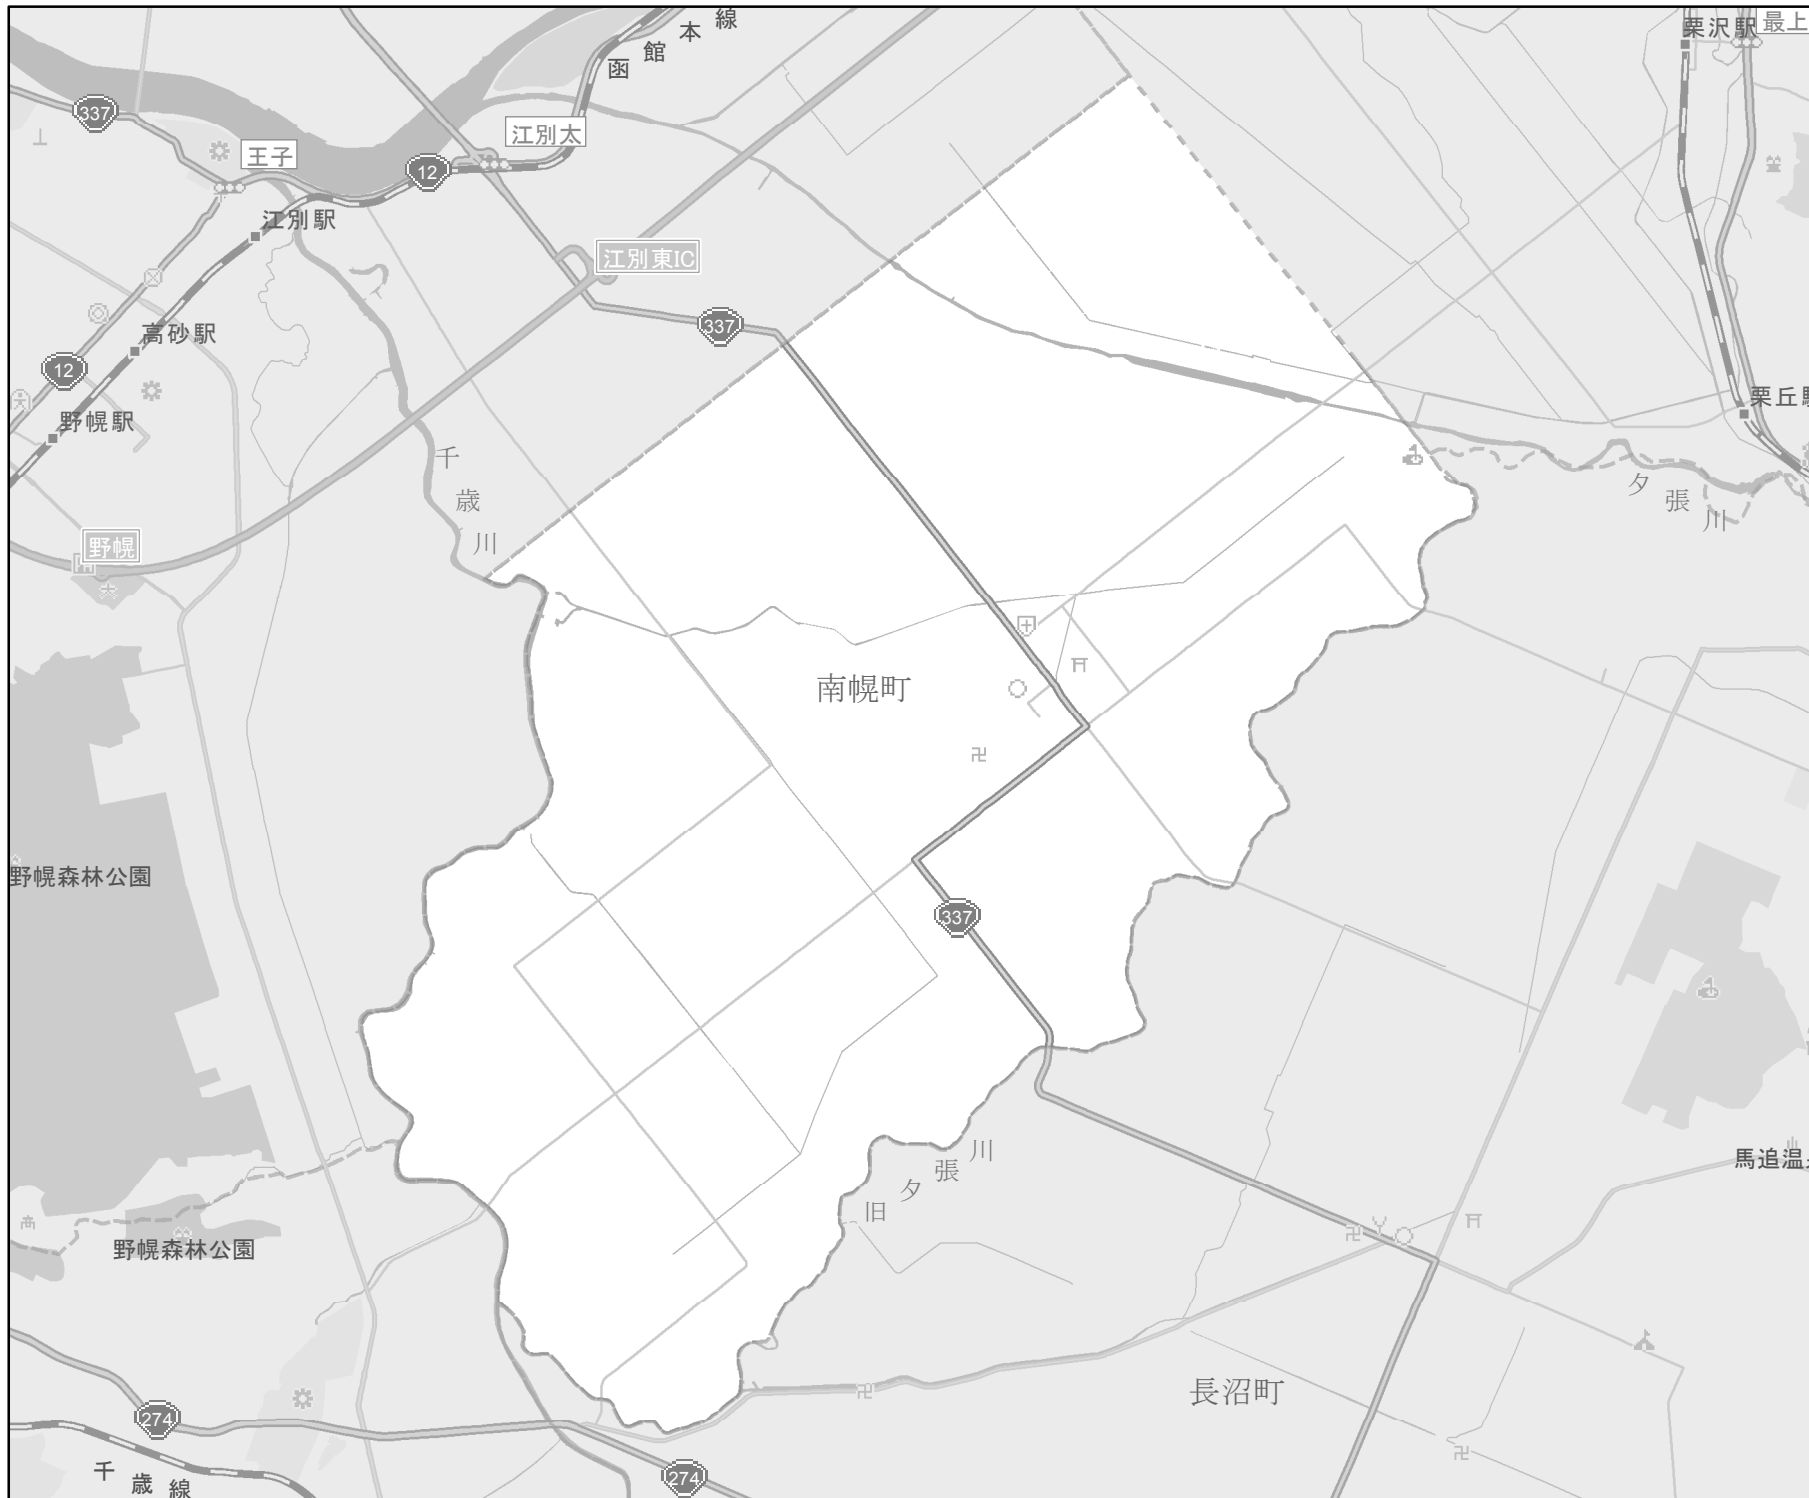 函館本線
栗沢駅
最上
337
江別太
王子
12
江別駅
江別東IC
337
高砂駅
12
野幌駅
栗丘
千歳川
夕張川
野幌
南幌町
野幌森林公園
337
旧夕張川
馬追温
野幌森林公園
長沼町
274
274
千歳線